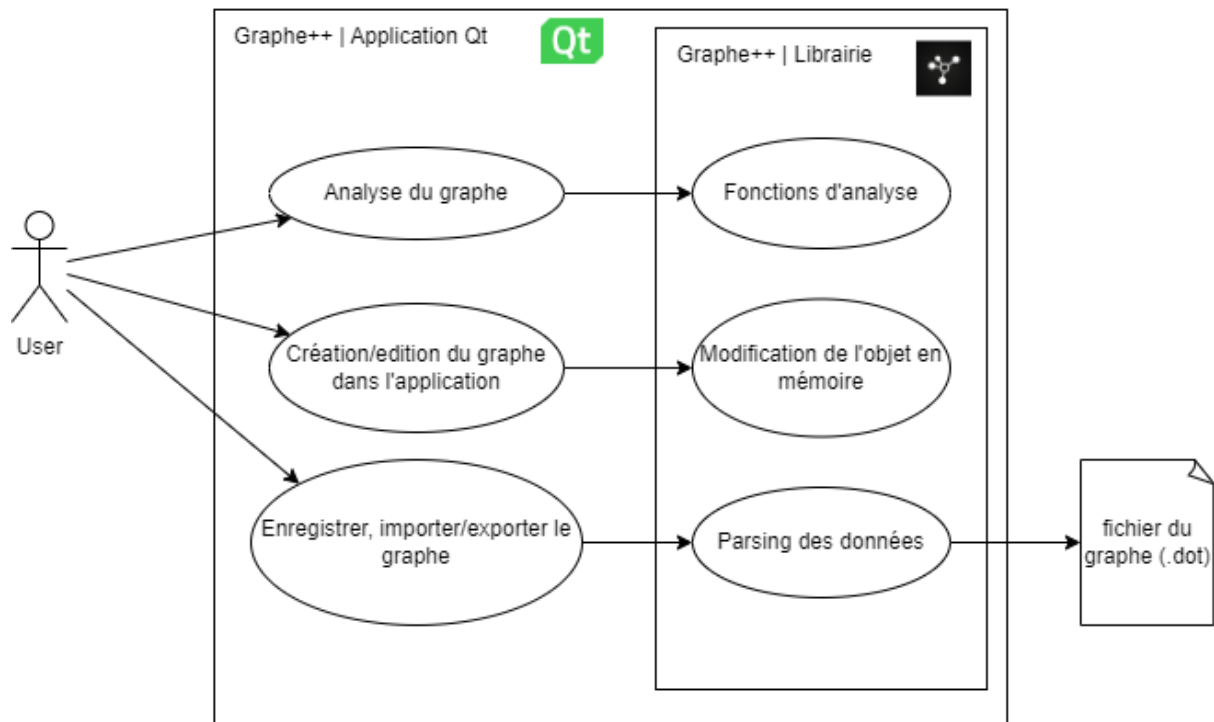 Graphe++ | Application Qt
Qt
Graphe++ | Librairie
Analyse du graphe
Fonctions d'analyse
User
Création/edition du graphe
dans l'application
Modification de l'objet en
mémoire
Enregistrer, importer/exporter le
graphe
Parsing des données
fichier du
graphe (.dot)